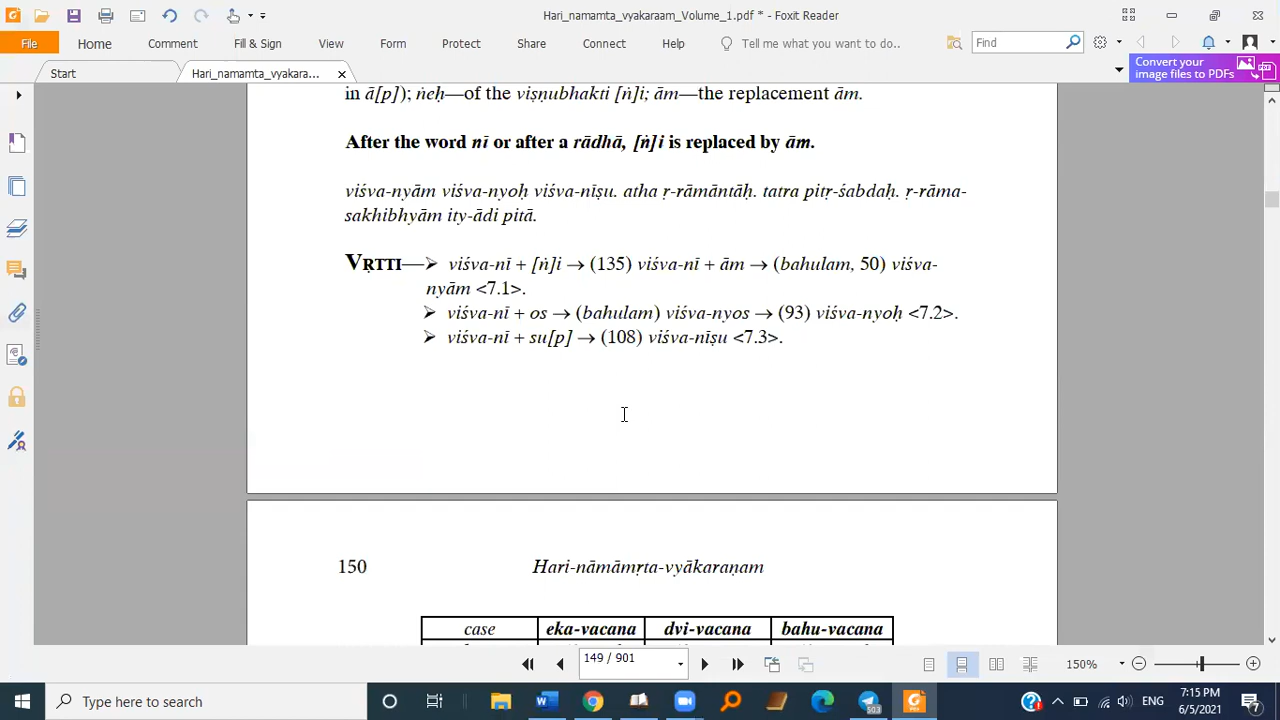 Hari_namamta_vyakaraam_Volume_1.pdf * - Foxit Reader
File Home Comment Fill & Sign View Form Protect Share Connect Help Tell me what you want to do.. Find
Start Hari_namamta_vyakara... Convert your
image files to PDFs
in ā[p]); ṅeḥ—of the viṣṇubhakti [ṅ]i; ām—the replacement ām.
After the word nī or after a rādhā, [ṅ]i is replaced by ām.
viśva-nyām viśva-nyoḥ viśva-nīṣu. atha ṛ-rāmāntāḥ. tatra pitṛ-śabdaḥ. ṛ-rāma-
sakhibhyām ity-ādi pitā.
VṚTTI—➢ viśva-nī + [ṅ]i → (135) viśva-nī + ām → (bahulam, 50) viśva-
nyām <7.1>.
➢ viśva-nī + os → (bahulam) viśva-nyos → (93) viśva-nyoḥ <7.2>.
➢ viśva-nī + su[p] → (108) viśva-nīṣu <7.3>.
150 Hari-nāmāmṛta-vyākaraṇam
case eka-vacana dvi-vacana bahu-vacana
149 / 901 150%
Type here to search 50.3 ENG 7:15 PM
6/5/2021 7